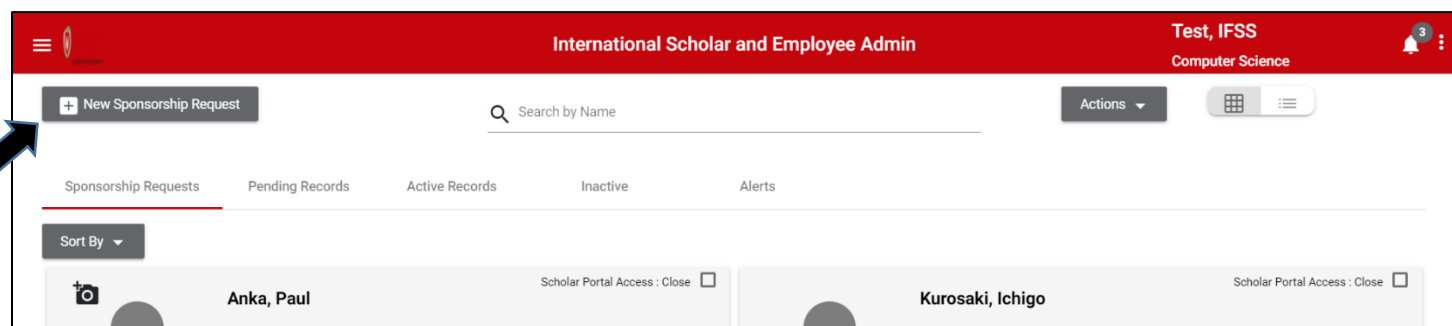 International Scholar and Employee Admin
Test, IFSS
Computer Science
3
New Sponsorship Request
Search by Name
Actions
Sponsorship Requests
Pending Records
Active Records
Inactive
Alerts
Sort By
Anka, Paul
Scholar Portal Access : Close
Kurosaki, Ichigo
Scholar Portal Access : Close